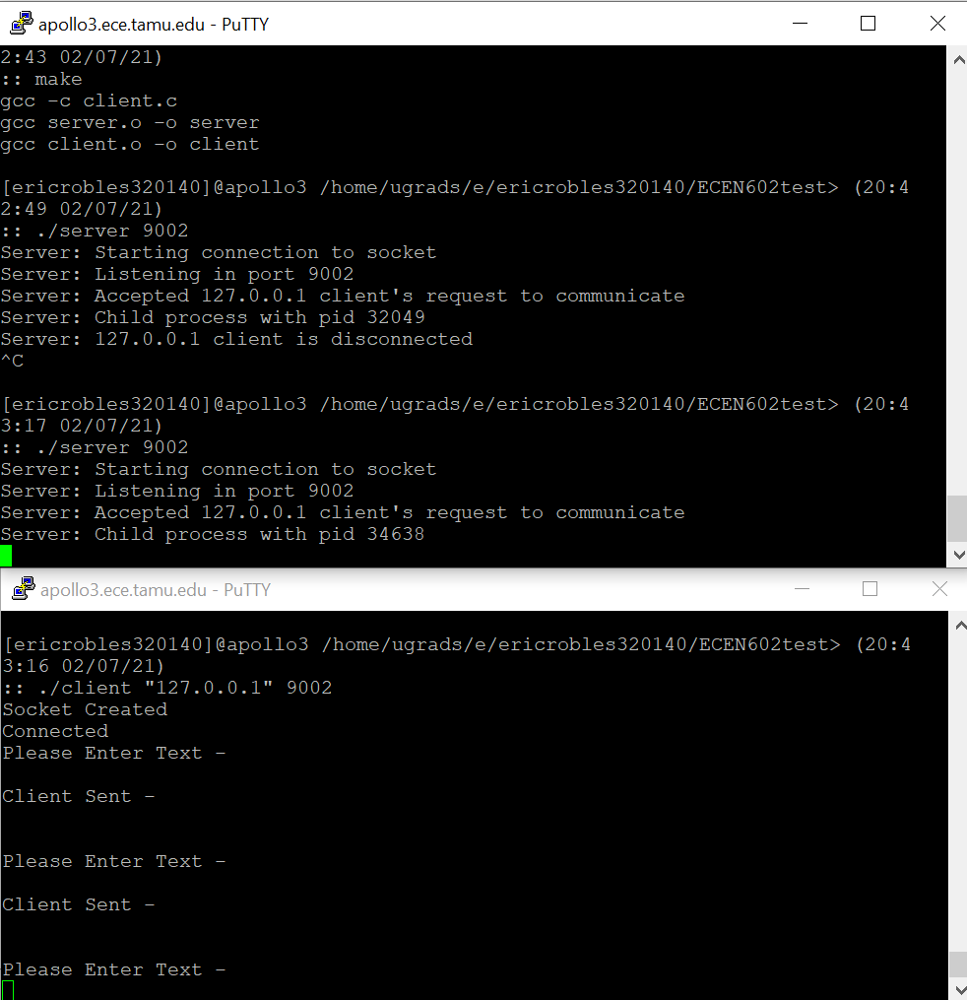 apollo3.ece.tamu.edu - PuTTY
2:43 02/07/21)
:: make
gcc -c client.c
gcc server.o -o server
gcc client.o -o client
[ericrobles320140]@apollo3 /home/ugrads/e/ericrobles320140/ECEN602test> (20:4
2:49 02/07/21)
:: ./server 9002
Server: Starting connection to socket
Server: Listening in port 9002
Server: Accepted 127.0.0.1 client's request to communicate
Server: Child process with pid 32049
Server: 127.0.0.1 client is disconnected
^C
[ericrobles320140]@apollo3 /home/ugrads/e/ericrobles320140/ECEN602test> (20:4
3:17 02/07/21)
:: ./server 9002
Server: Starting connection to socket
Server: Listening in port 9002
Server: Accepted 127.0.0.1 client's request to communicate
Server: Child process with pid 34638
apollo3.ece.tamu.edu - PuTTY
[ericrobles320140]@apollo3 /home/ugrads/e/ericrobles320140/ECEN602test> (20:4
3:16 02/07/21)
:: ./client "127.0.0.1" 9002
Socket Created
Connected
Please Enter Text -
Client Sent -
Please Enter Text -
Client Sent -
Please Enter Text -